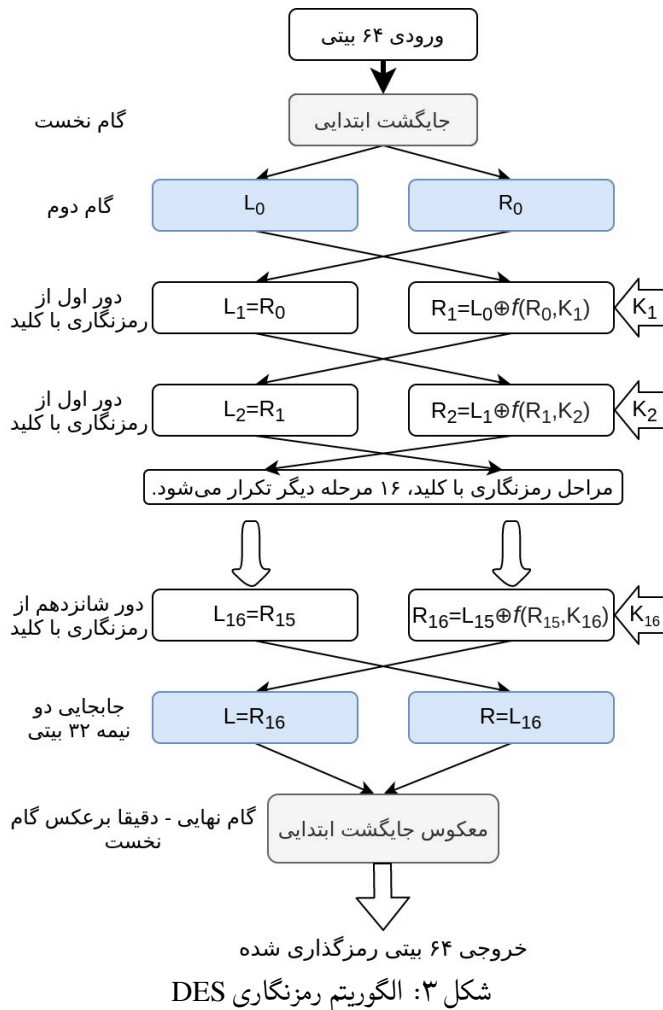 ورودی ۶۴ بیتی
گام نخست
جایگشت ابتدایی
گام دوم
L₀
R₀
دور اول از
رمزنگاری با کلید
L₁=R₀
R₁=L₀⊕f(R₀,K₁)
K₁
دور اول از
رمزنگاری با کلید
L₂=R₁
R₂=L₁⊕f(R₁,K₂)
K₂
مراحل رمزنگاری با کلید، ۱۶ مرحله دیگر تکرار می‌شود.
دور شانزدهم از
رمزنگاری با کلید
L₁₆=R₁₅
R₁₆=L₁₅⊕f(R₁₅,K₁₆)
K₁₆
جابجایی دو
نیمه ۳۲ بیتی
L=R₁₆
R=L₁₆
گام نهایی - دقیقا برعکس گام
نخست
معکوس جایگشت ابتدایی
خروجی ۶۴ بیتی رمزگذاری شده
شکل ۳: الگوریتم رمزنگاری DES